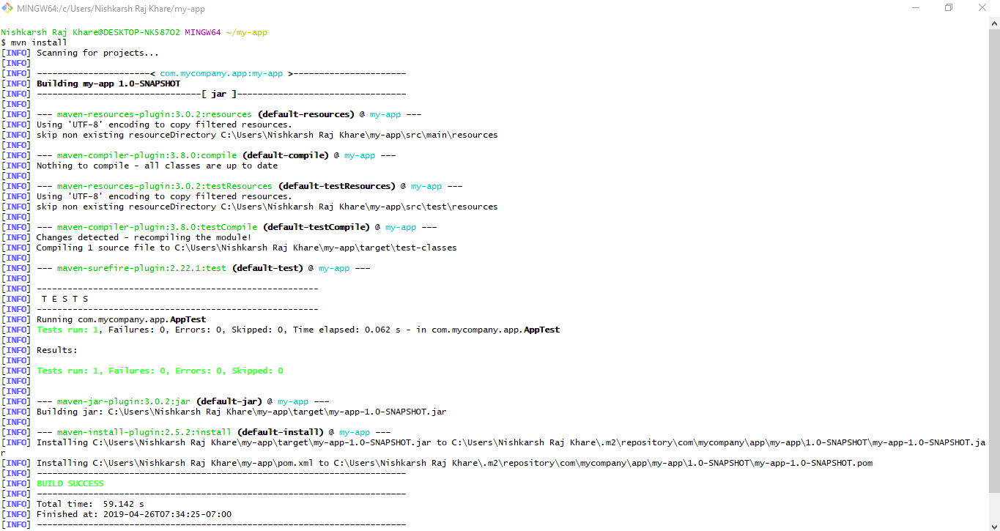 MINGW64:/c/Users/Nishkarsh Raj Khare/my-app
Nishkarsh Raj Khare@DESKTOP-NK587O2 MINGW64 ~/my-app
$ mvn install
[INFO] Scanning for projects...
[INFO]
[INFO] ----------------------< com.mycompany.app:my-app >----------------------
[INFO] Building my-app 1.0-SNAPSHOT
[INFO] --------------------------------[ jar ]---------------------------------
[INFO]
[INFO] --- maven-resources-plugin:3.0.2:resources (default-resources) @ my-app ---
[INFO] Using 'UTF-8' encoding to copy filtered resources.
[INFO] skip non existing resourceDirectory C:\Users\Nishkarsh Raj Khare\my-app\src\main\resources
[INFO]
[INFO] --- maven-compiler-plugin:3.8.0:compile (default-compile) @ my-app ---
[INFO] Nothing to compile - all classes are up to date
[INFO]
[INFO] --- maven-resources-plugin:3.0.2:testResources (default-testResources) @ my-app ---
[INFO] Using 'UTF-8' encoding to copy filtered resources.
[INFO] skip non existing resourceDirectory C:\Users\Nishkarsh Raj Khare\my-app\src\test\resources
[INFO]
[INFO] --- maven-compiler-plugin:3.8.0:testCompile (default-testCompile) @ my-app ---
[INFO] Changes detected - recompiling the module!
[INFO] Compiling 1 source file to C:\Users\Nishkarsh Raj Khare\my-app\target\test-classes
[INFO]
[INFO] --- maven-surefire-plugin:2.22.1:test (default-test) @ my-app ---
[INFO]
[INFO] -------------------------------------------------------
[INFO]  T E S T S
[INFO] -------------------------------------------------------
[INFO] Running com.mycompany.app.AppTest
[INFO] Tests run: 1, Failures: 0, Errors: 0, Skipped: 0, Time elapsed: 0.062 s - in com.mycompany.app.AppTest
[INFO]
[INFO] Results:
[INFO]
[INFO] Tests run: 1, Failures: 0, Errors: 0, Skipped: 0
[INFO]
[INFO]
[INFO] --- maven-jar-plugin:3.0.2:jar (default-jar) @ my-app ---
[INFO] Building jar: C:\Users\Nishkarsh Raj Khare\my-app\target\my-app-1.0-SNAPSHOT.jar
[INFO]
[INFO] --- maven-install-plugin:2.5.2:install (default-install) @ my-app ---
[INFO] Installing C:\Users\Nishkarsh Raj Khare\my-app\target\my-app-1.0-SNAPSHOT.jar to C:\Users\Nishkarsh Raj Khare\.m2\repository\com\mycompany\app\my-app\1.0-SNAPSHOT\my-app-1.0-SNAPSHOT.ja
r
[INFO] Installing C:\Users\Nishkarsh Raj Khare\my-app\pom.xml to C:\Users\Nishkarsh Raj Khare\.m2\repository\com\mycompany\app\my-app\1.0-SNAPSHOT\my-app-1.0-SNAPSHOT.pom
[INFO] ------------------------------------------------------------------------
[INFO] BUILD SUCCESS
[INFO] ------------------------------------------------------------------------
[INFO] Total time:  59.142 s
[INFO] Finished at: 2019-04-26T07:34:25-07:00
[INFO] ------------------------------------------------------------------------